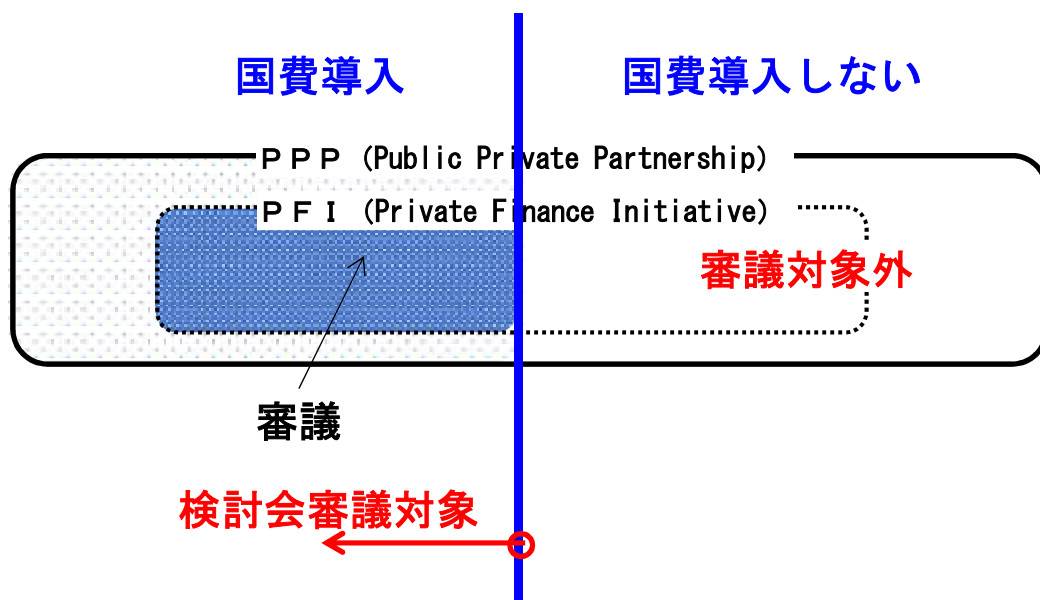 国費導入
国費導入しない
ＰＰＰ (Public Private Partnership)
ＰＦＩ (Private Finance Initiative)
審議対象外
審議
検討会審議対象